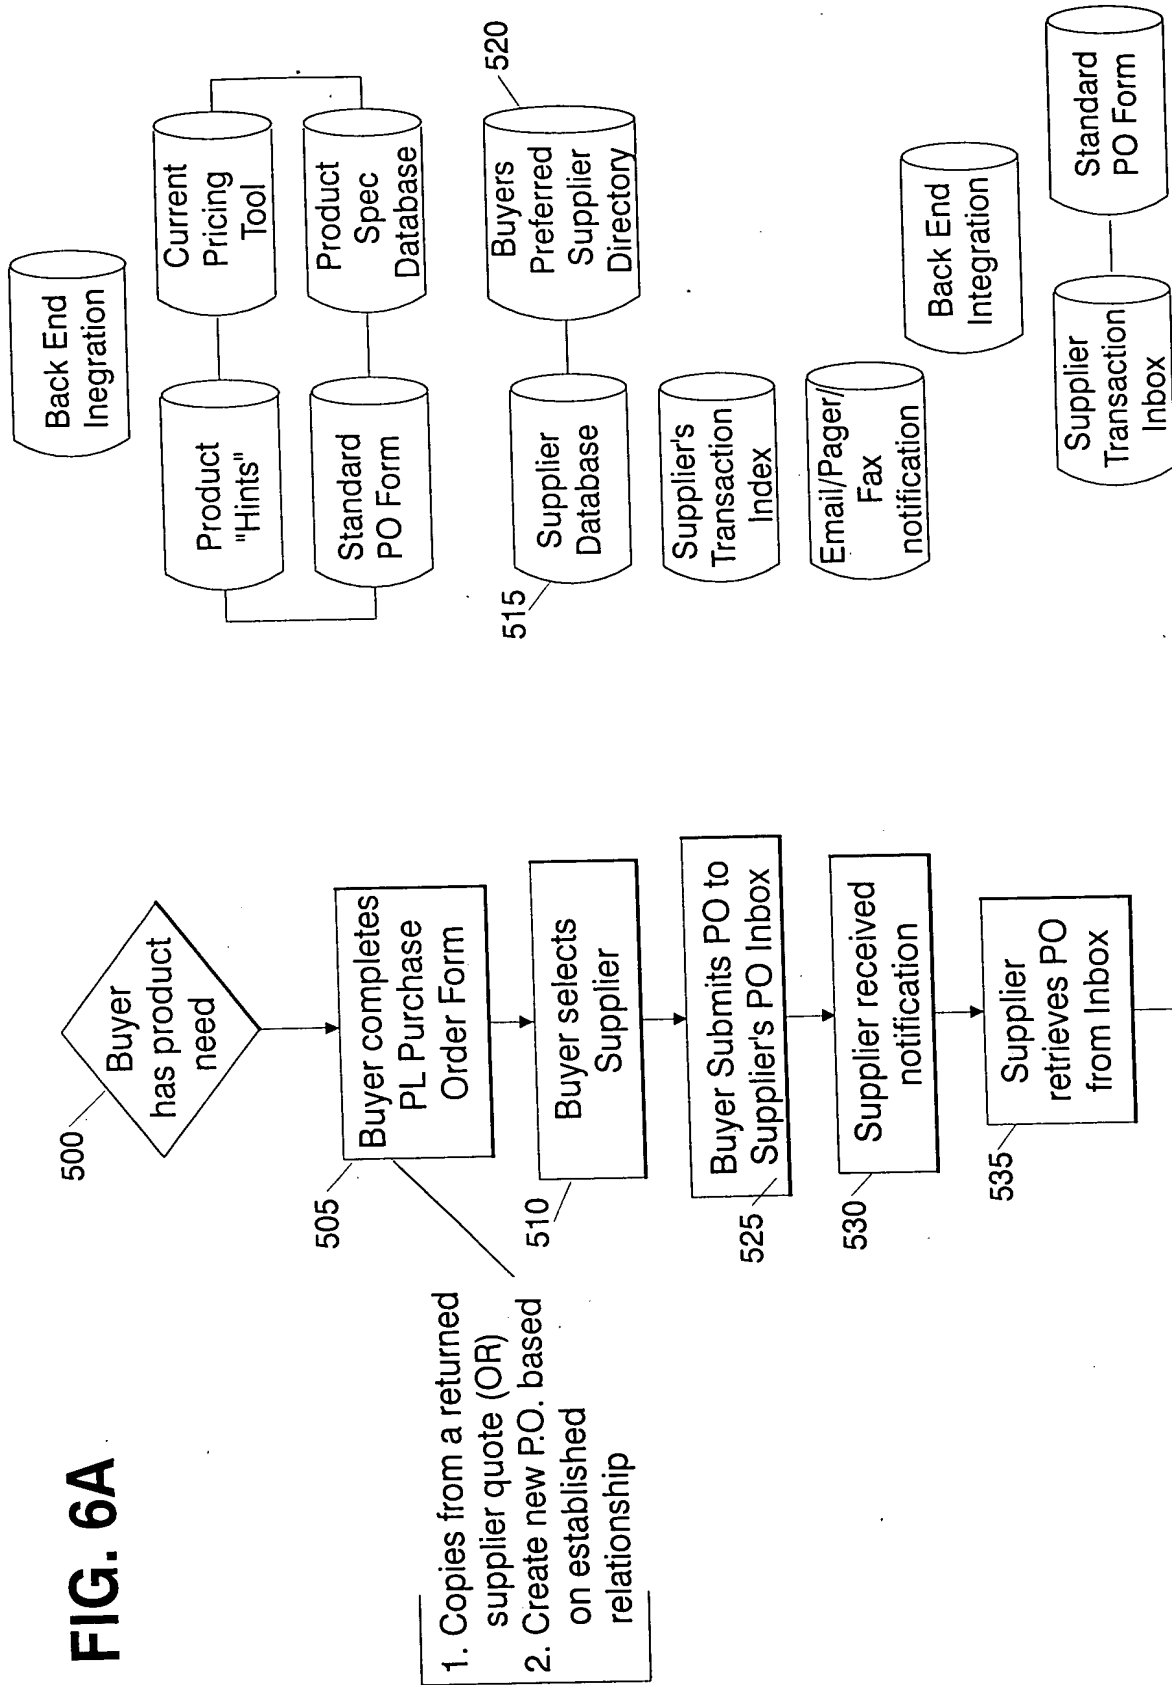 FIG. 6A
500
Buyer
has product
need
505
Buyer completes
PL Purchase
Order Form
1. Copies from a returned
supplier quote (OR)
2. Create new P.O. based
on established
relationship
510
Buyer selects
Supplier
Buyer Submits PO to
Supplier's PO Inbox
525
530
Supplier received
notification
535
Supplier
retrieves PO
from Inbox
Back End
Inegration
Product
"Hints"
Current
Pricing
Tool
Standard
PO Form
Product
Spec
Database
515
Supplier
Database
520
Buyers
Preferred
Supplier
Directory
Supplier's
Transaction
Index
Email/Pager/
Fax
notification
Back End
Integration
Supplier
Transaction
Inbox
Standard
PO Form